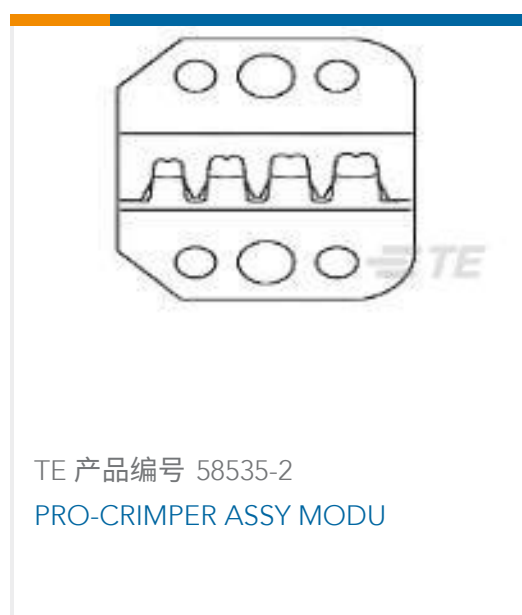 TE
TE 产品编号 58535-2
PRO-CRIMPER ASSY MODU